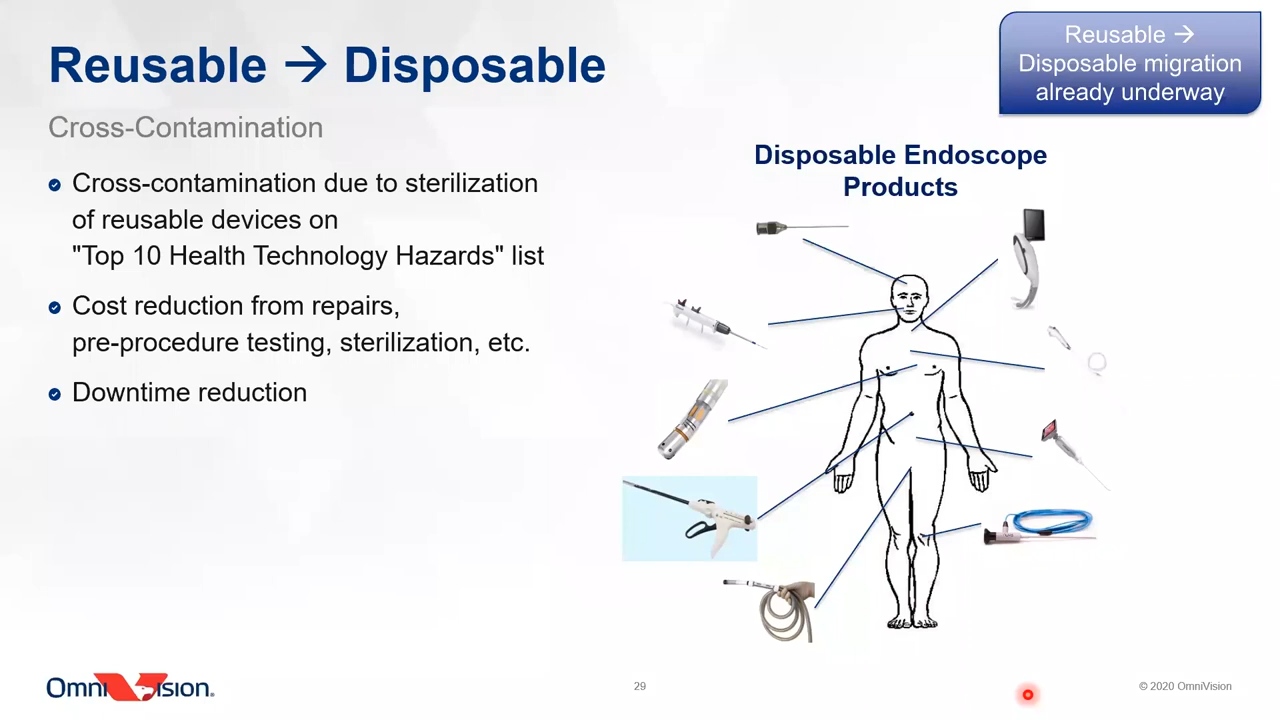 Reusable → Disposable
Reusable →
Disposable migration
already underway
Cross-Contamination
Cross-contamination due to sterilization
of reusable devices on
"Top 10 Health Technology Hazards" list
Cost reduction from repairs,
pre-procedure testing, sterilization, etc.
Downtime reduction
Disposable Endoscope
Products
OmniVision.
29
© 2020 OmniVision